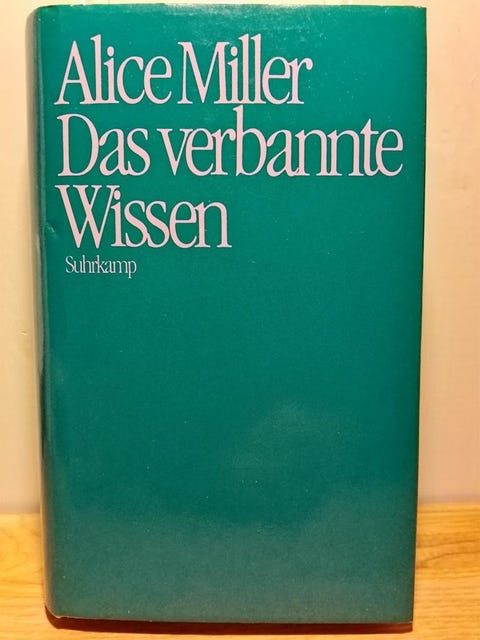 Alice Miller
Das verbannte
Wissen
Suhrkamp